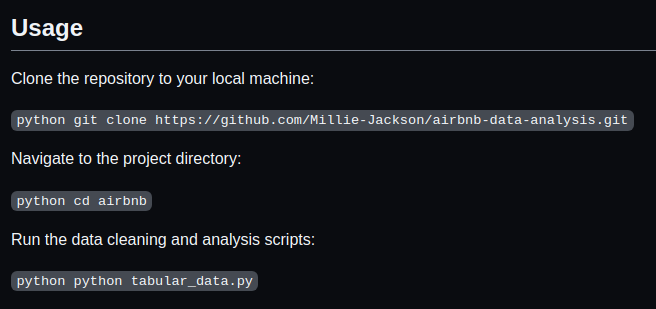 Usage
Clone the repository to your local machine:
python git clone https://github.com/Millie-Jackson/airbnb-data-analysis.git
Navigate to the project directory:
python cd airbnb
Run the data cleaning and analysis scripts:
python python tabular_data.py